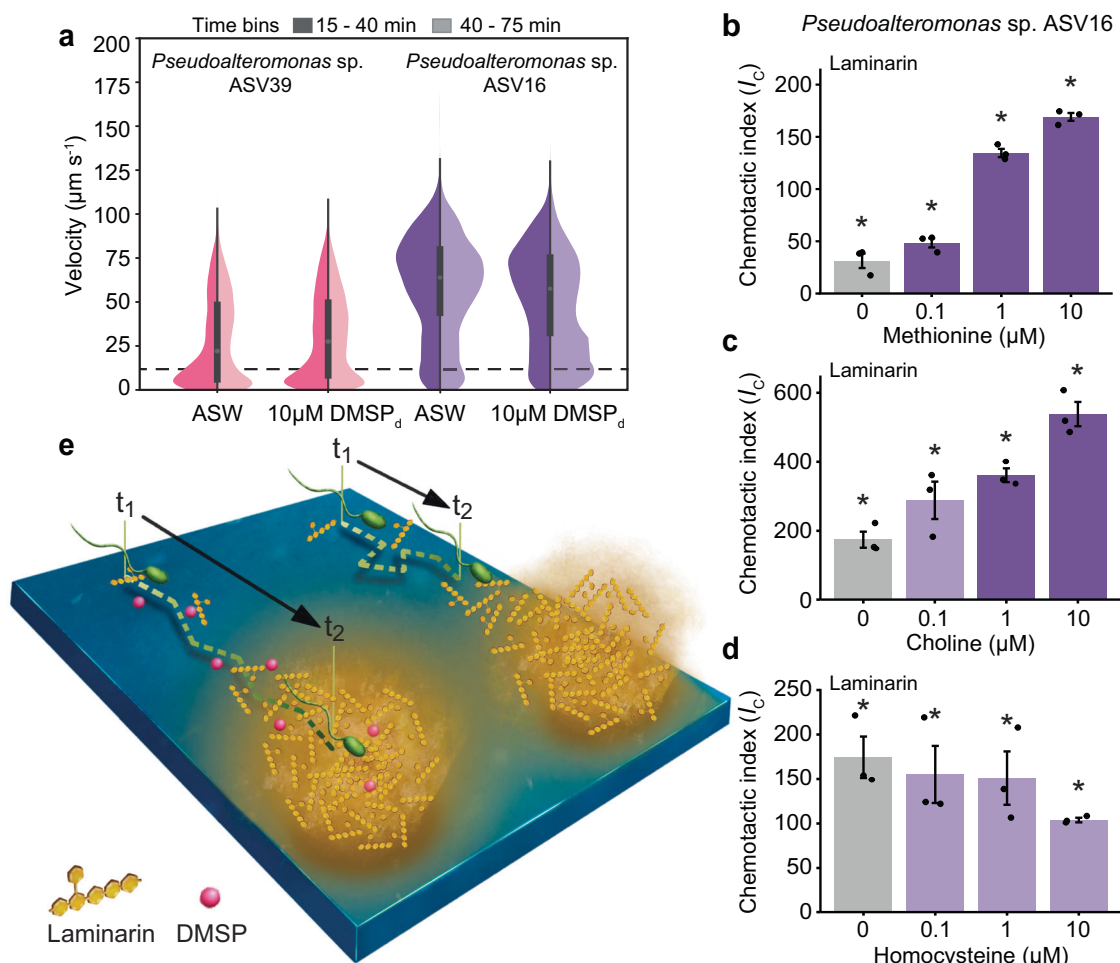 Time bins 15 - 40 min 40 - 75 min
a
Pseudoalteromonas sp.
ASV39
Pseudoalteromonas sp.
ASV16
Velocity (µm s⁻¹)
200
175
150
125
100
75
50
25
0
ASW
10µM DMSPd
ASW
10µM DMSPd
b
Pseudoalteromonas sp. ASV16
Laminarin
Chemotactic index (IC)
200
150
100
50
0
*
*
*
*
0
0.1
1
10
Methionine (µM)
c
Laminarin
Chemotactic index (IC)
600
400
200
0
*
*
*
*
0
0.1
1
10
Choline (µM)
d
Laminarin
Chemotactic index (IC)
250
200
150
100
50
0
*
*
*
*
0
0.1
1
10
Homocysteine (µM)
e
t1
t2
t1
t2
Laminarin
DMSP